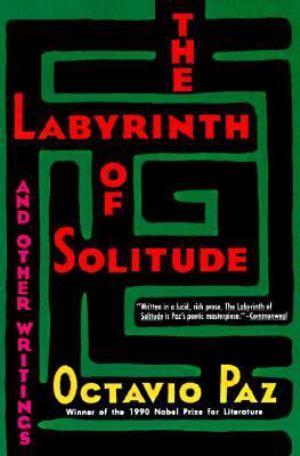 THE
LABYRINTH
OF
SOLITUDE
AND OTHER WRITINGS
"Written in a lucid, rich prose, The Labyrinth of
Solitude is Paz's poetic masterpiece."—Commonweal
OCTAVIO PAZ
Winner of the 1990 Nobel Prize for Literature